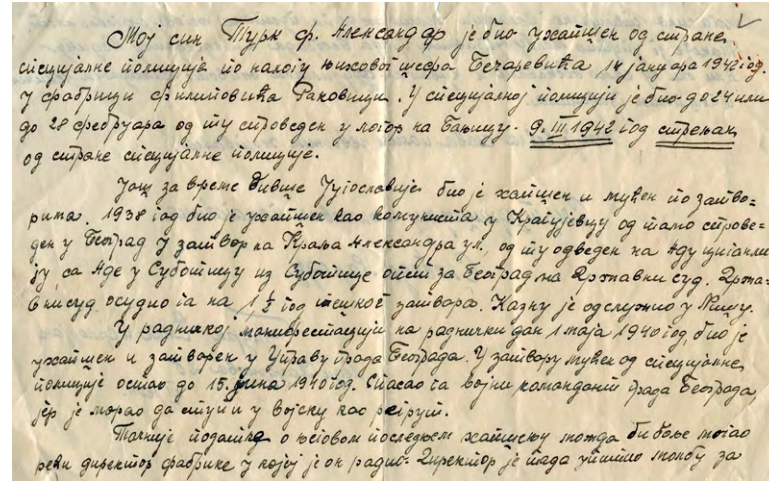 Мој син Турк Ф. Александар је био ухапшен од стране
специјалне полиције по налогу њиховог шефра Бечаревића 14 јануара 1942 год.
у фабрици Филиповића Раковици. У специјалној полицији је био до 24 или
до 28 фебруара од ту спроведен у логор на Бањицу. 9. III 1942 год стрељан
од стране специјалне полиције.
Још за време бивше Југославије био је хапшен и мучен по затво=
рима. 1938 год био је ухапшен као комуниста у Крагујевцу од тамо спрове=
ден у Београд у затвор на Краља Александра ул. од ту одведен на Аду циганли
ју, са Аде у Суботицу из Суботице опет за Београд на Државни суд. Држа=
вни суд осудио га на 1½ год тешког затвора. Казну је одслужио у Нишу.
У радничкој манифестацији на раднички дан 1 маја 1940 год. био је
ухапшен и затворен у Управу града Београда. У затвору мучен од специјалне
полиције остао до 15. јуна 1940 год. Спасао га војни командант града Београда,
јер је морао да ступи у војску као регрут.
Тачније податке о његовом последњем хапшењу можда би боље могао
рећи директор фабрике у којој је он радио. Директор је тада упутио молбу за